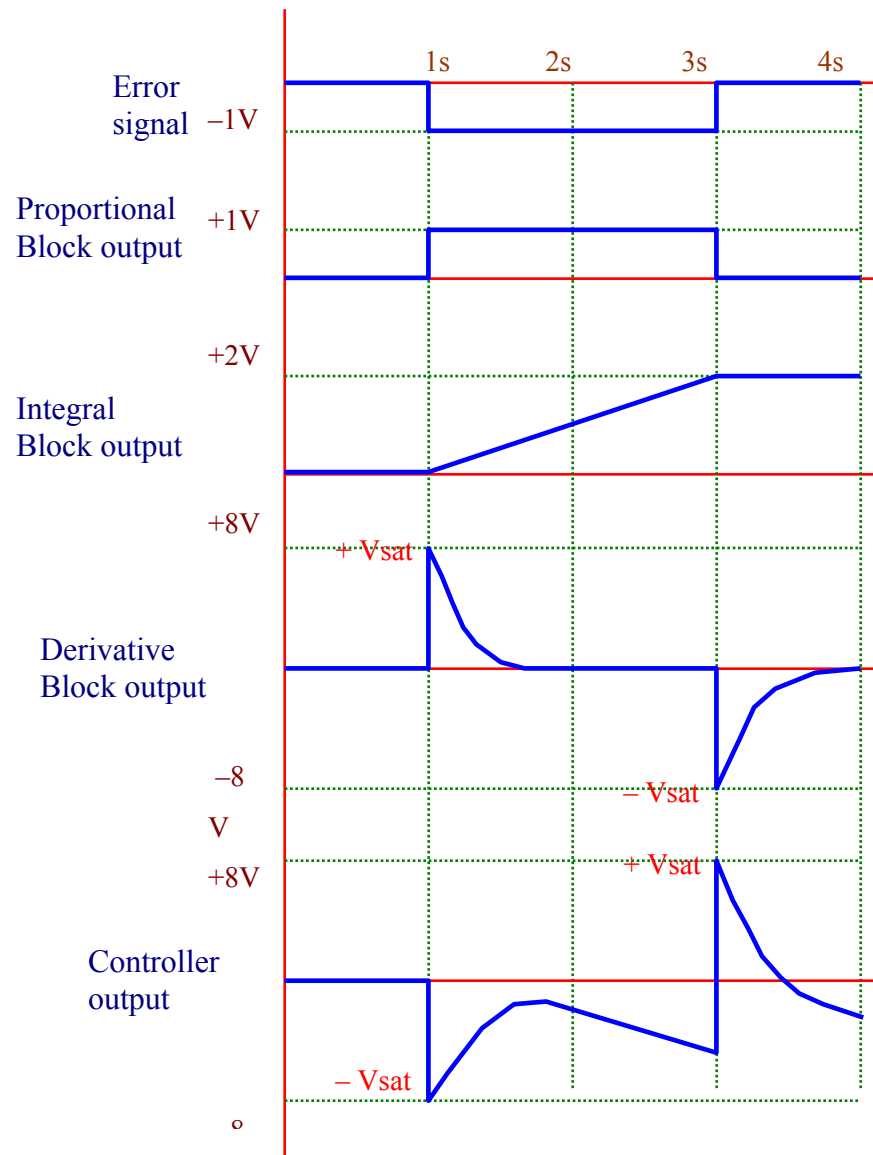 1s 2s 3s 4s
Error
signal
–1V
Proportional
Block output
+1V
+2V
Integral
Block output
+8V
+ Vsat
Derivative
Block output
–8
V
– Vsat
+8V
+ Vsat
Controller
output
– Vsat